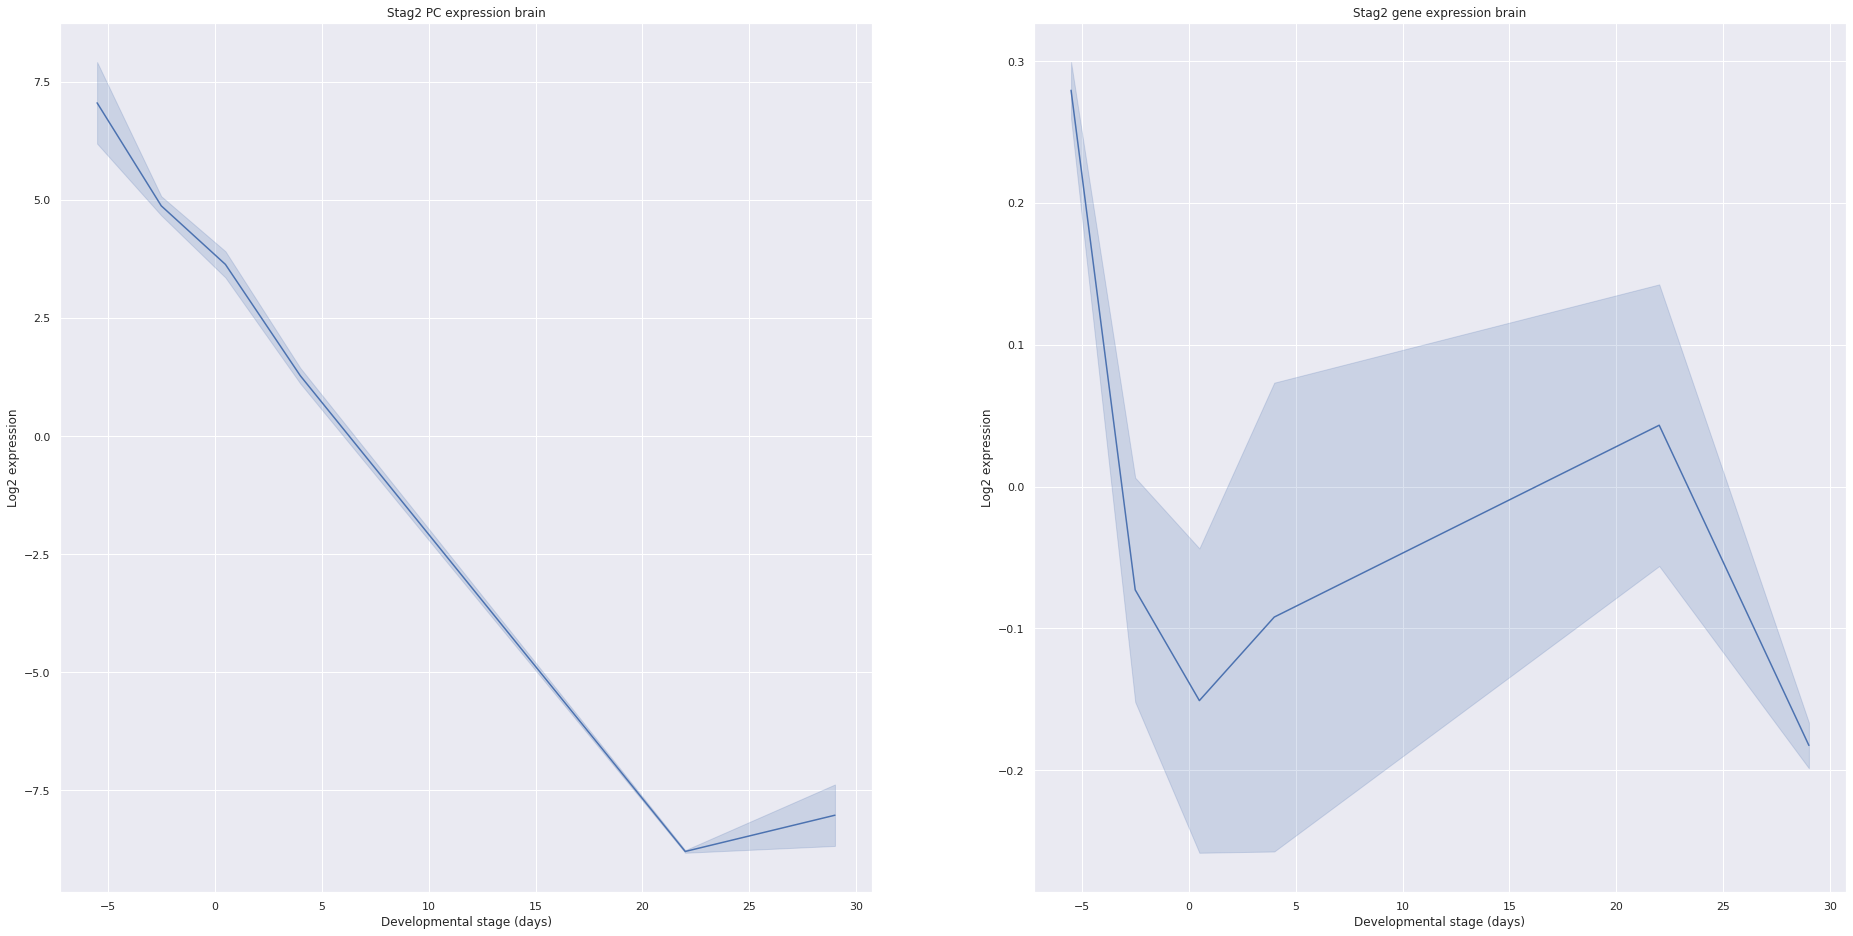 Stag2 PC expression brain
Log2 expression
7.5
5.0
2.5
0.0
−2.5
−5.0
−7.5
−5 0 5 10 15 20 25 30
Developmental stage (days)
Stag2 gene expression brain
Log2 expression
0.3
0.2
0.1
0.0
−0.1
−0.2
−5 0 5 10 15 20 25 30
Developmental stage (days)